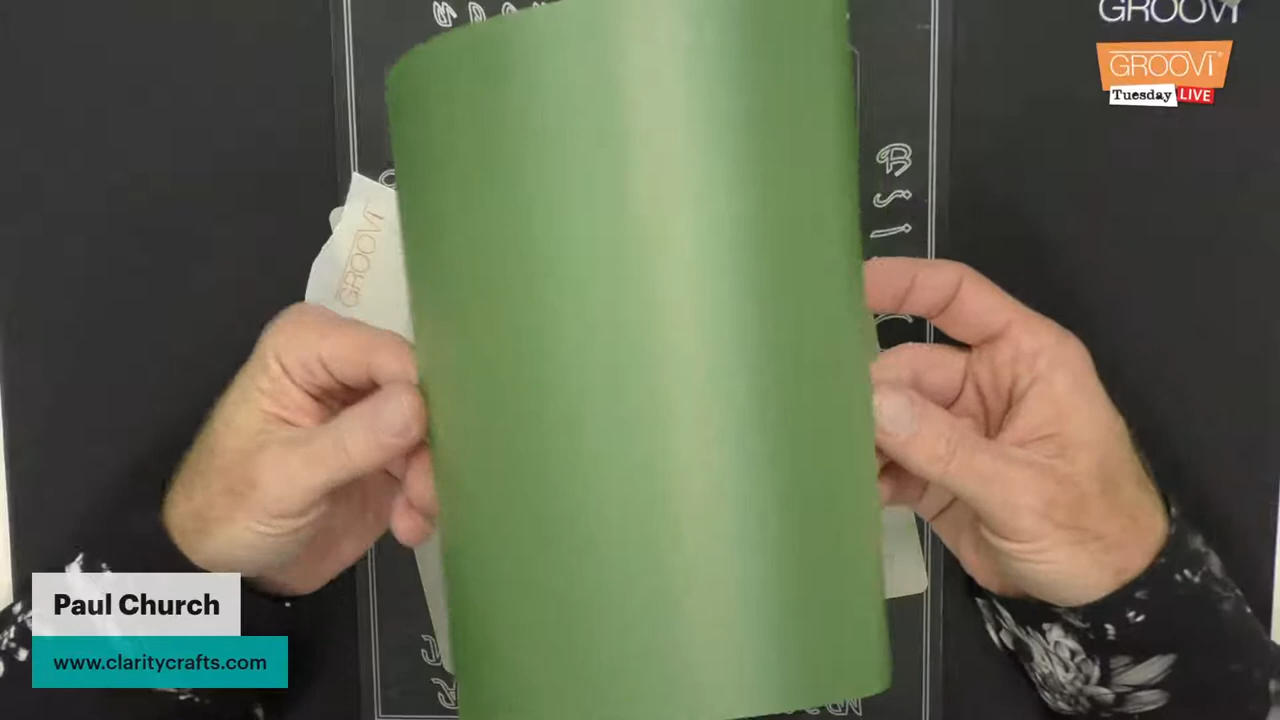 GROOVI
GROOVI®
Tuesday LIVE
GROOVI
B
Paul Church
www.claritycrafts.com